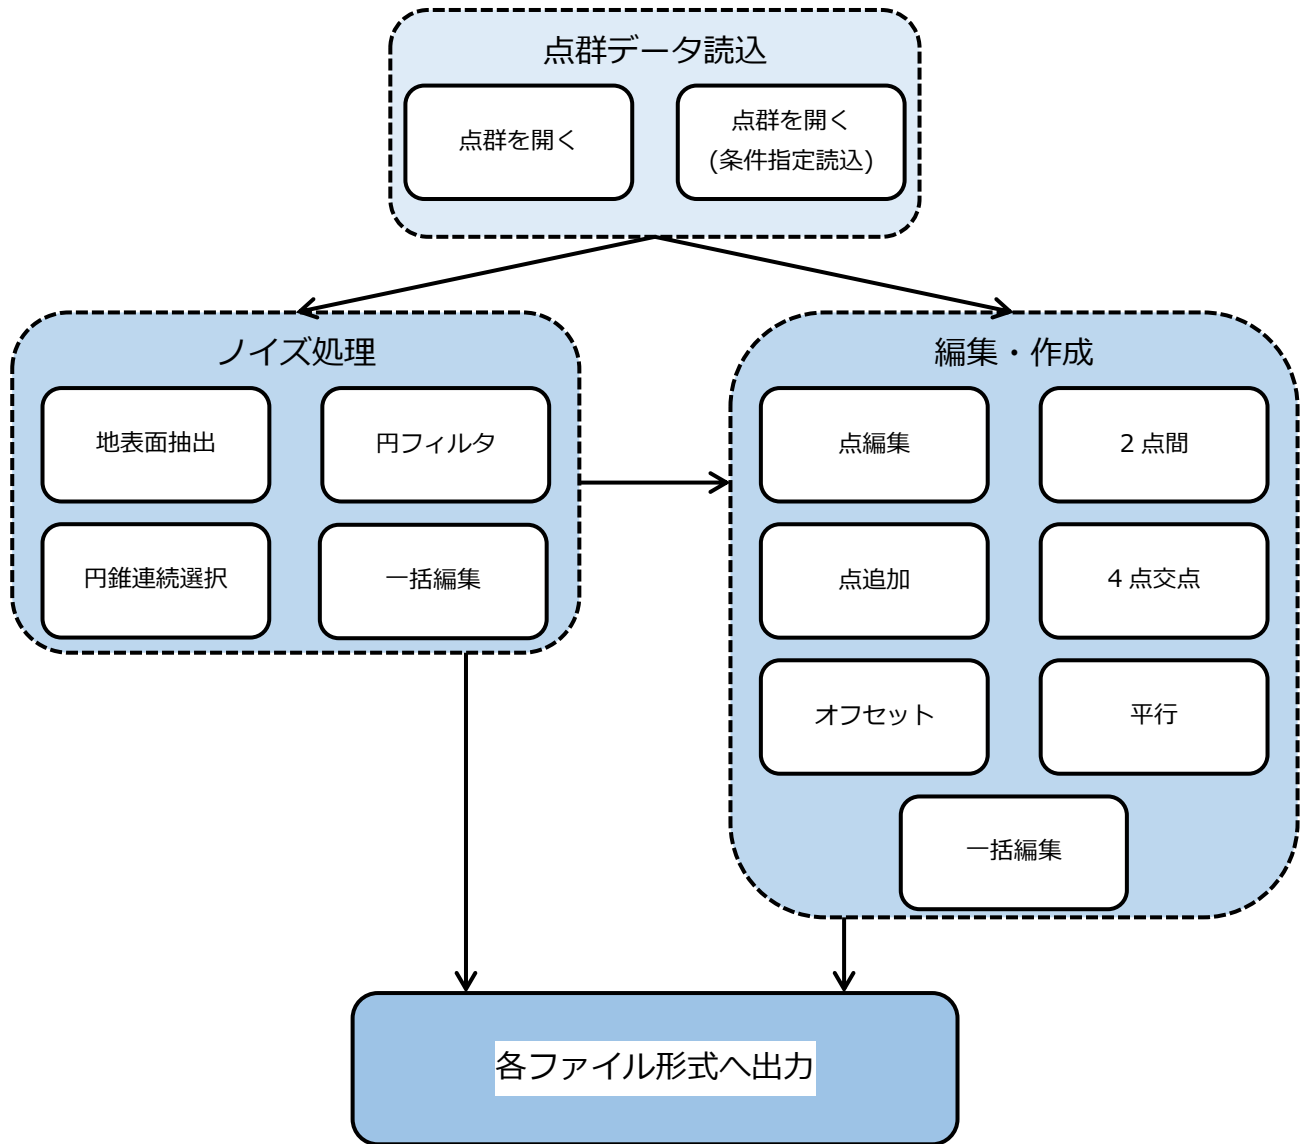 点群データ読込
点群を開く
点群を開く
(条件指定読込)
ノイズ処理
地表面抽出
円フィルタ
円錐連続選択
一括編集
編集・作成
点編集
２点間
点追加
４点交点
オフセット
平行
一括編集
各ファイル形式へ出力